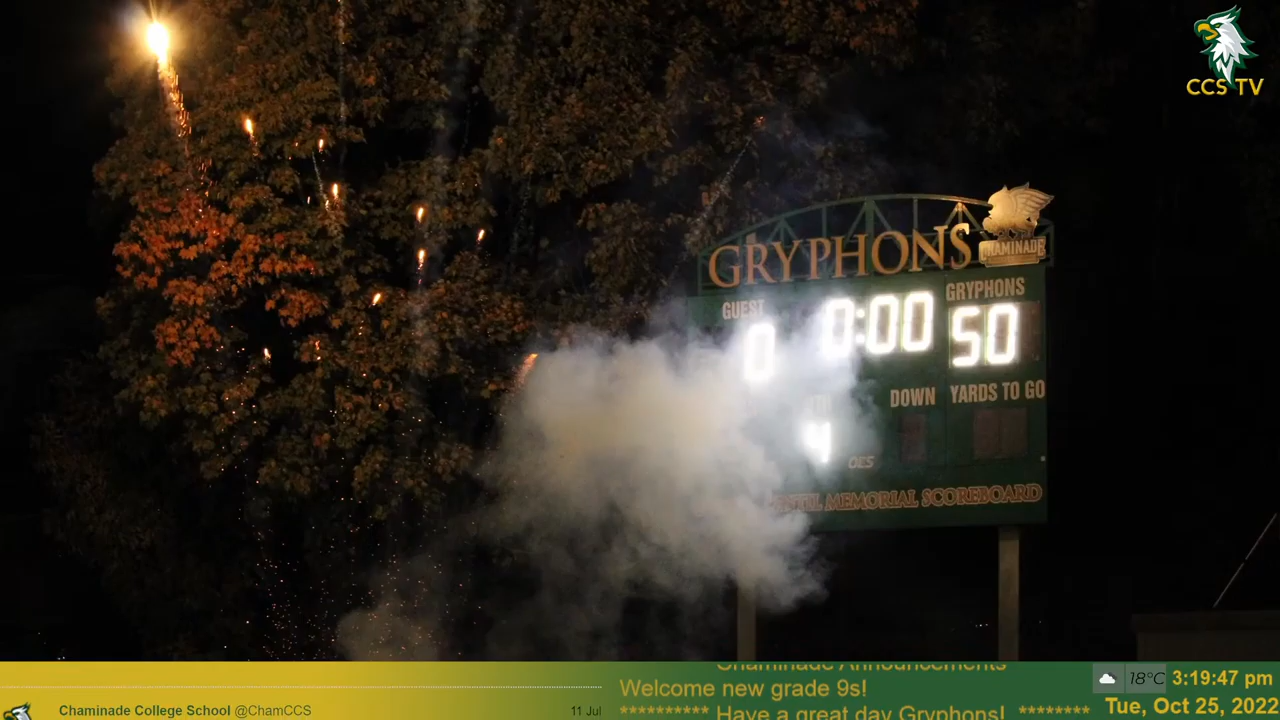 CCS TV
GRYPHONS
CHAMINADE
GUEST
GRYPHONS
0
0:00
50
DOWN
YARDS TO GO
4
MEMORIAL SCOREBOARD
Chaminade Announcements
Welcome new grade 9s!
********** Have a great day Gryphons! ********
Chaminade College School @ChamCCS
11 Jul
18°C
3:19:47 pm
Tue, Oct 25, 2022